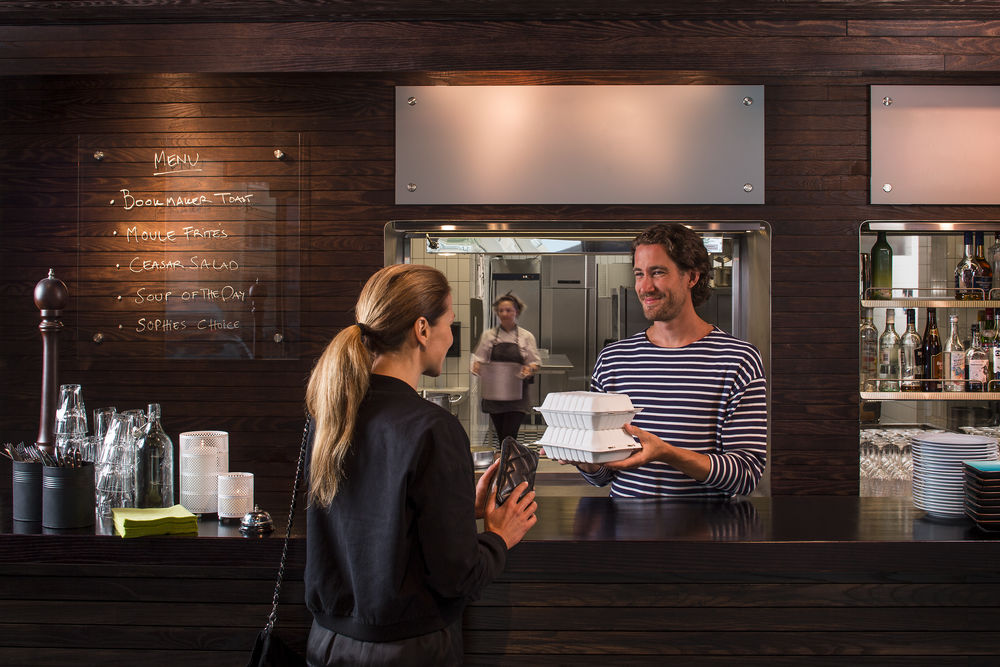 MENU
• BOOKMAKER TOAST
• MOULE FRITES
• CEASAR SALAD
• SOUP OF THE DAY
• SOPHIES CHOICE